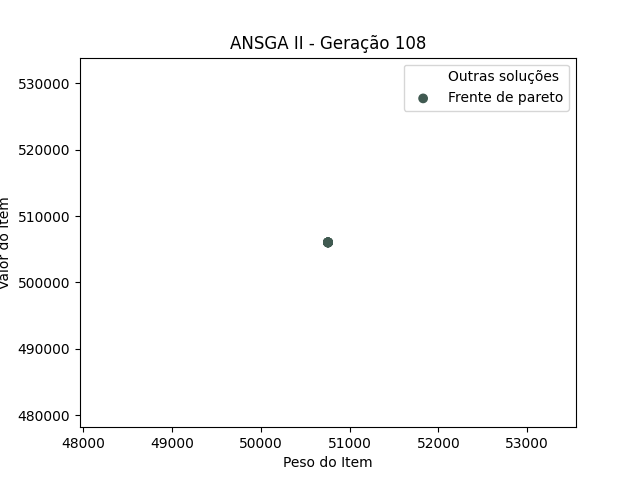 ANSGA II - Geração 108
Outras soluções
Frente de pareto
530000
520000
510000
500000
490000
480000
Valor do Item
48000
49000
50000
51000
52000
53000
Peso do Item